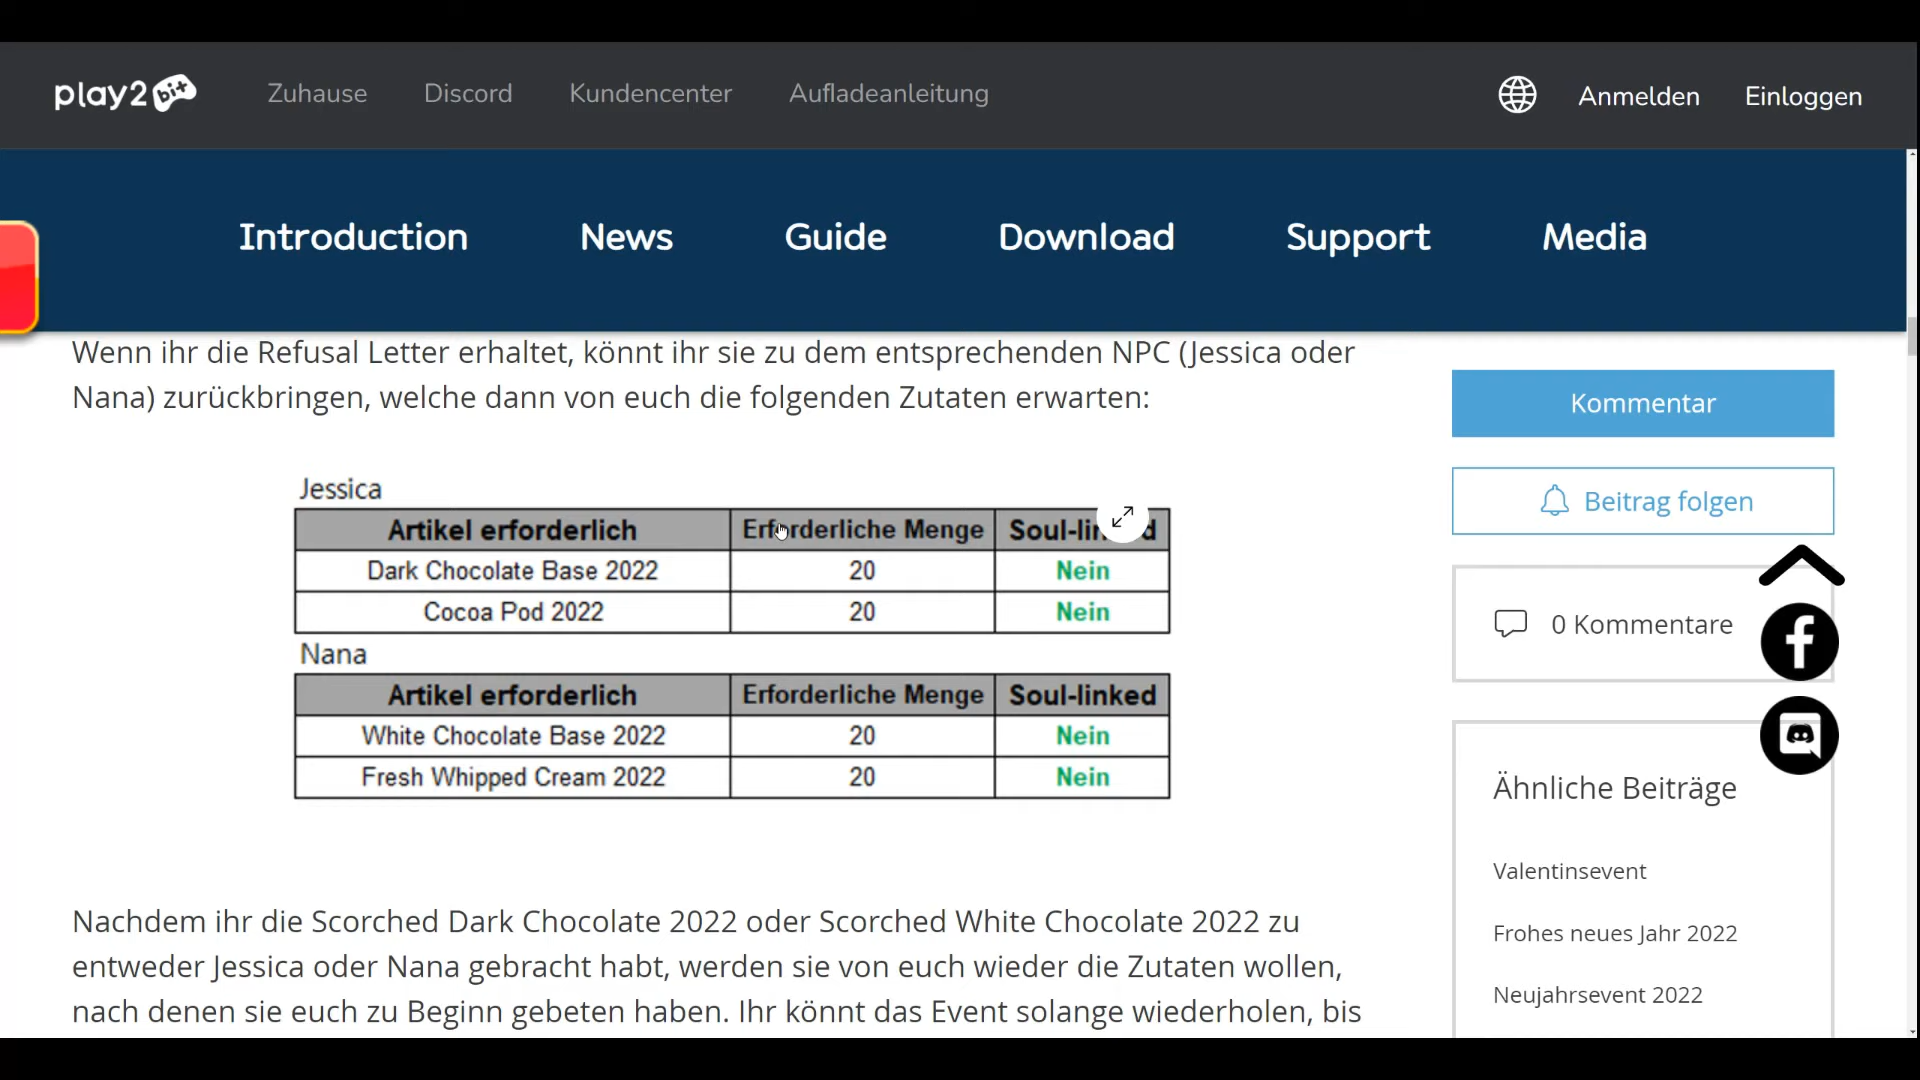 play2bit
Zuhause
Discord
Kundencenter
Aufladeanleitung
Anmelden
Einloggen
Introduction
News
Guide
Download
Support
Media
Wenn ihr die Refusal Letter erhaltet, könnt ihr sie zu dem entsprechenden NPC (Jessica oder
Nana) zurückbringen, welche dann von euch die folgenden Zutaten erwarten:
Jessica
Artikel erforderlich Erforderliche Menge
Dark Chocolate Base 2022 20 Nein
Cocoa Pod 2022 20 Nein
Nana
Artikel erforderlich Erforderliche Menge Soul-linked
White Chocolate Base 2022 20 Nein
Fresh Whipped Cream 2022 20 Nein
Nachdem ihr die Scorched Dark Chocolate 2022 oder Scorched White Chocolate 2022 zu
entweder Jessica oder Nana gebracht habt, werden sie von euch wieder die Zutaten wollen,
nach denen sie euch zu Beginn gebeten haben. Ihr könnt das Event solange wiederholen, bis
Kommentar
Beitrag folgen
0 Kommentare
Ähnliche Beiträge
Valentinsevent
Frohes neues Jahr 2022
Neujahrsevent 2022